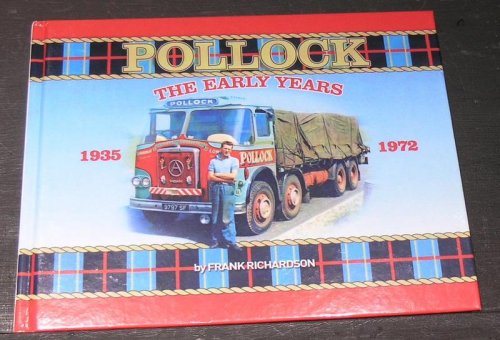 POLLOCK
THE EARLY YEARS
POLLOCK
1935
1972
POLLOCK
A
by FRANK RICHARDSON